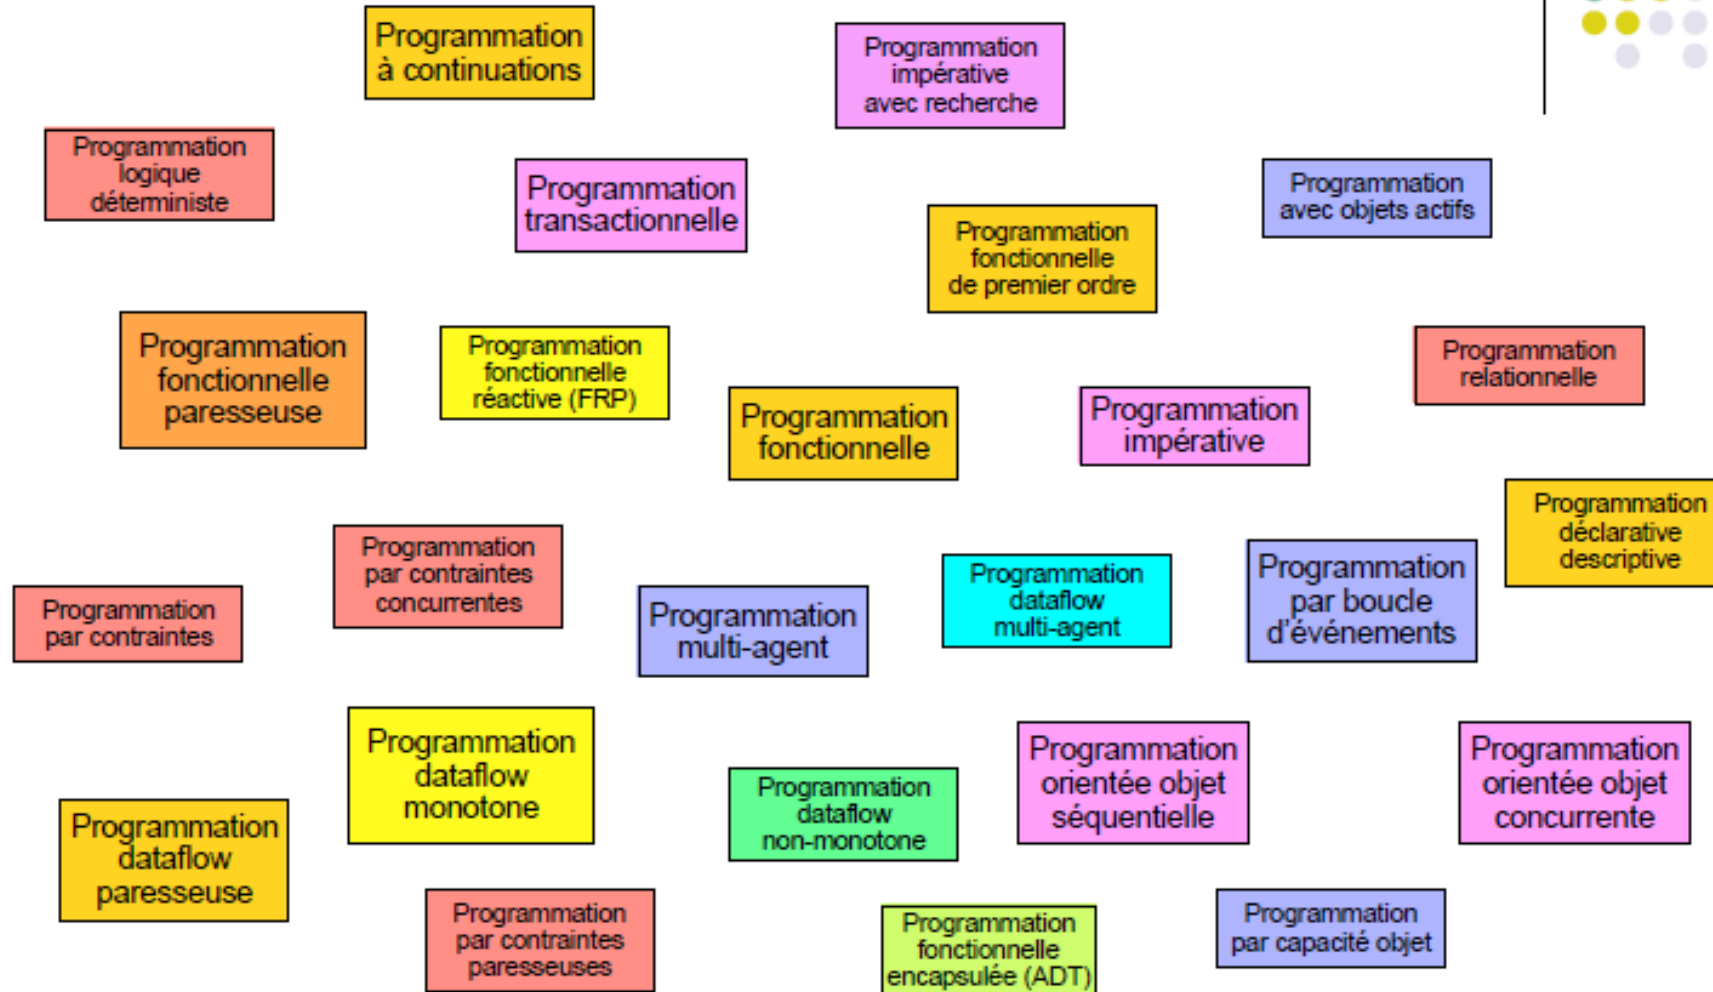 Programmation
à continuations
Programmation
impérative
avec recherche
Programmation
logique
déterministe
Programmation
transactionnelle
Programmation
avec objets actifs
Programmation
fonctionnelle
de premier ordre
Programmation
fonctionnelle
paresseuse
Programmation
fonctionnelle
réactive (FRP)
Programmation
relationnelle
Programmation
fonctionnelle
Programmation
impérative
Programmation
déclarative
descriptive
Programmation
par contraintes
concurrentes
Programmation
par boucle
d'événements
Programmation
dataflow
multi-agent
Programmation
par contraintes
Programmation
multi-agent
Programmation
dataflow
monotone
Programmation
orientée objet
séquentielle
Programmation
orientée objet
concurrente
Programmation
dataflow
non-monotone
Programmation
dataflow
paresseuse
Programmation
par contraintes
paresseuses
Programmation
fonctionnelle
encapsulée (ADT)
Programmation
par capacité objet